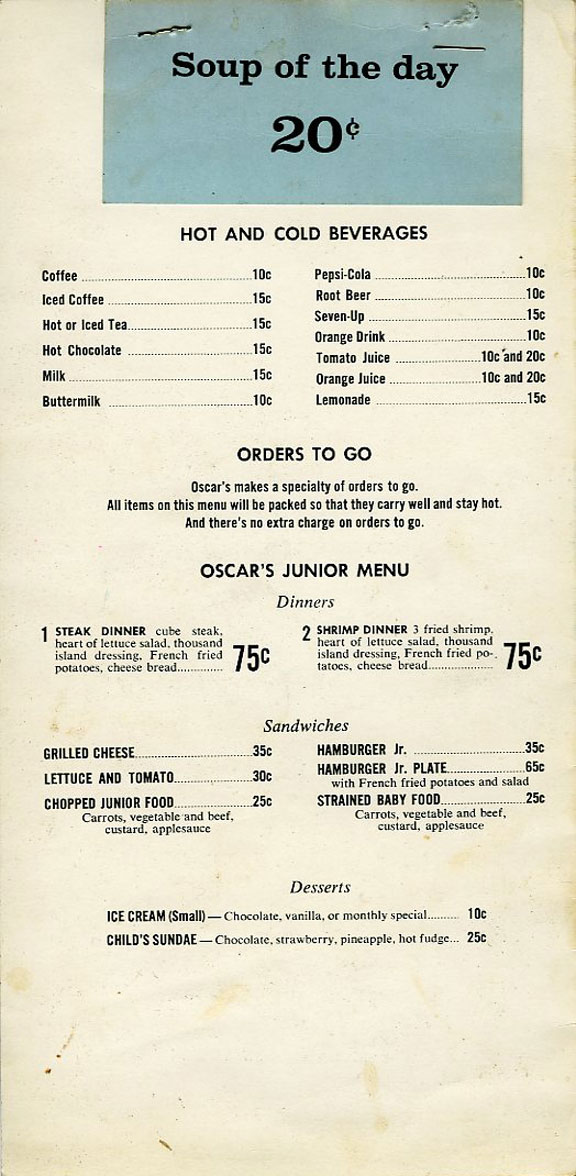 Soup of the day
20¢
HOT AND COLD BEVERAGES
Coffee ........ 10c
Iced Coffee ........ 15c
Hot or Iced Tea ........ 15c
Hot Chocolate ........ 15c
Milk ........ 15c
Buttermilk ........ 10c
Pepsi-Cola ........ 10c
Root Beer ........ 10c
Seven-Up ........ 15c
Orange Drink ........ 10c
Tomato Juice ........ 10c and 20c
Orange Juice ........ 10c and 20c
Lemonade ........ 15c
ORDERS TO GO
Oscar's makes a specialty of orders to go.
All items on this menu will be packed so that they carry well and stay hot.
And there's no extra charge on orders to go.
OSCAR'S JUNIOR MENU
Dinners
1 STEAK DINNER cube steak,
heart of lettuce salad, thousand
island dressing, French fried
potatoes, cheese bread ........ 75c
2 SHRIMP DINNER 3 fried shrimp,
heart of lettuce salad, thousand
island dressing, French fried po-
tatoes, cheese bread ........ 75c
Sandwiches
GRILLED CHEESE ........ 35c
LETTUCE AND TOMATO ........ 30c
CHOPPED JUNIOR FOOD ........ 25c
Carrots, vegetable and beef,
custard, applesauce
HAMBURGER Jr. ........ 35c
HAMBURGER Jr. PLATE ........ 65c
with French fried potatoes and salad
STRAINED BABY FOOD ........ 25c
Carrots, vegetable and beef,
custard, applesauce
Desserts
ICE CREAM (Small) — Chocolate, vanilla, or monthly special ........ 10c
CHILD'S SUNDAE — Chocolate, strawberry, pineapple, hot fudge ... 25c